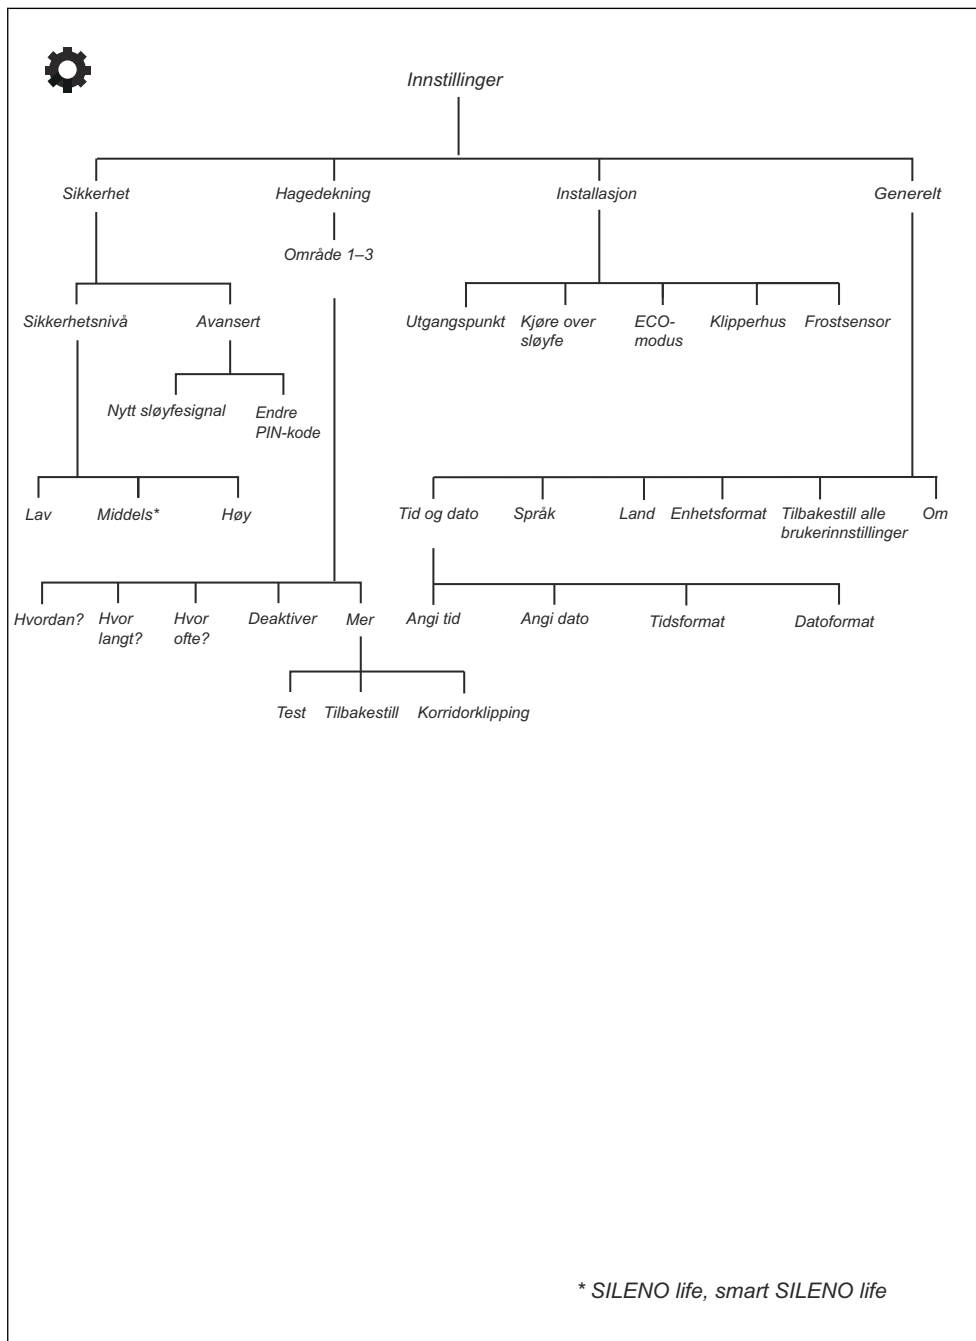 Innstillinger
Sikkerhet
Hagedekning
Installasjon
Generelt
Område 1–3
Sikkerhetsnivå
Avansert
Utgangspunkt
Kjøre over
sløyfe
ECO-
modus
Klipperhus
Frostsensor
Nytt sløyfesignal
Endre
PIN-kode
Lav
Middels*
Høy
Tid og dato
Språk
Land
Enhetsformat
Tilbakestill alle
brukerinnstillinger
Om
Hvordan?
Hvor
langt?
Hvor
ofte?
Deaktiver
Mer
Angi tid
Angi dato
Tidsformat
Datoformat
Test
Tilbakestill
Korridorklipping
* SILENO life, smart SILENO life